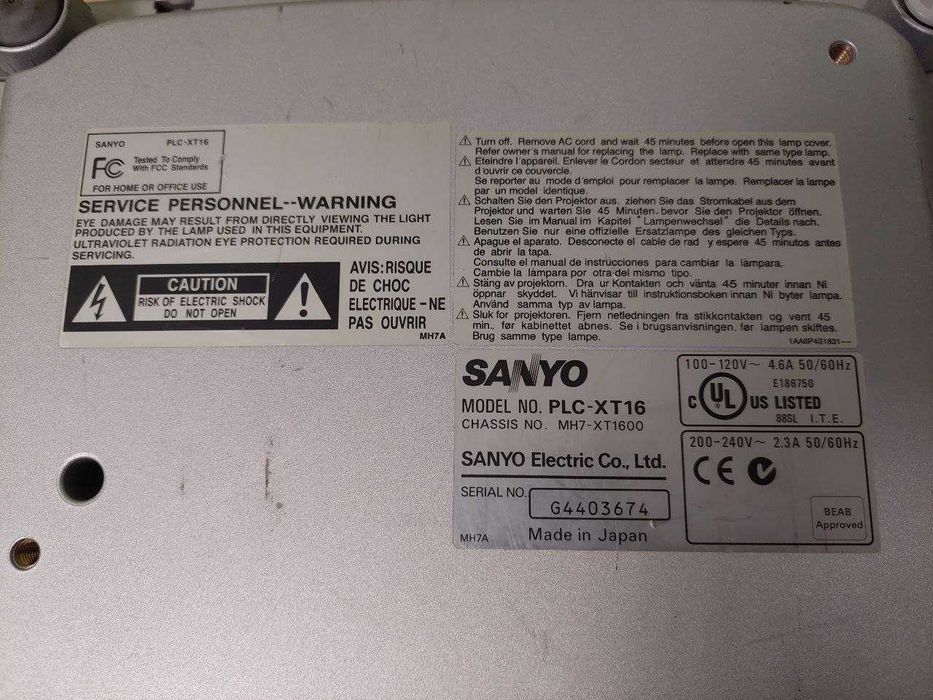 SANYO PLC-XT16
FC Tested To Comply
With FCC Standards
FOR HOME OR OFFICE USE
SERVICE PERSONNEL--WARNING
EYE DAMAGE MAY RESULT FROM DIRECTLY VIEWING THE LIGHT
PRODUCED BY THE LAMP USED IN THIS EQUIPMENT.
ULTRAVIOLET RADIATION EYE PROTECTION REQUIRED DURING
SERVICING.
CAUTION
RISK OF ELECTRIC SHOCK
DO NOT OPEN
AVIS: RISQUE
DE CHOC
ELECTRIQUE-NE
PAS OUVRIR
MH7A
Turn off. Remove AC cord and wait 45 minutes before open this lamp cover.
Refer owner's manual for replacing the lamp. Replace with same type lamp.
Eteindre l'appareil. Enlever le Cordon secteur et attendre 45 minutes avant
d'ouvrir ce couvercle.
Se reporter au mode d'emploi pour remplacer la lampe. Remplacer la lampe
par un model identique.
Schalten Sie den Projektor aus. ziehen Sie das Stromkabel aus dem
Projektor und warten Sie 45 Minuten. bevor Sie den Projektor öffnen.
Lesen Sie im Manual im Kapitel "Lampenwechsel" die Details nach.
Benutzen Sie nur eine offizielle Ersatzlampe des gleichen Typs.
Apague el aparato. Desconecte el cable de rad y espere 45 minutos antes
de abrir la tapa.
Consulte el manual de instrucciones para cambiar la lámpara.
Cambie la lámpara por otra del mismo tipo.
Stäng av projektorn. Dra ur Kontakten och vänta 45 minuter innan Ni
öppnar skyddet. Vi hänvisar till instruktionsboken innan Ni byter lampa.
Använd samma typ av lampa.
Sluk for projektoren. Fjern netledningen fra stikkontakten og vent 45
min. før kabinettet åbnes. Se i brugsanvisningen. før lampen skiftes.
Brug samme type lampe.
1AA6P4S1831--
SANYO
MODEL NO. PLC-XT16
CHASSIS NO. MH7-XT1600
SANYO Electric Co., Ltd.
SERIAL NO. G4403674
MH7A Made in Japan
100-120V~ 4.6A 50/60Hz
E186750
C UL US LISTED
88SL I.T.E.
200-240V~ 2.3A 50/60Hz
CE
BEAB
Approved